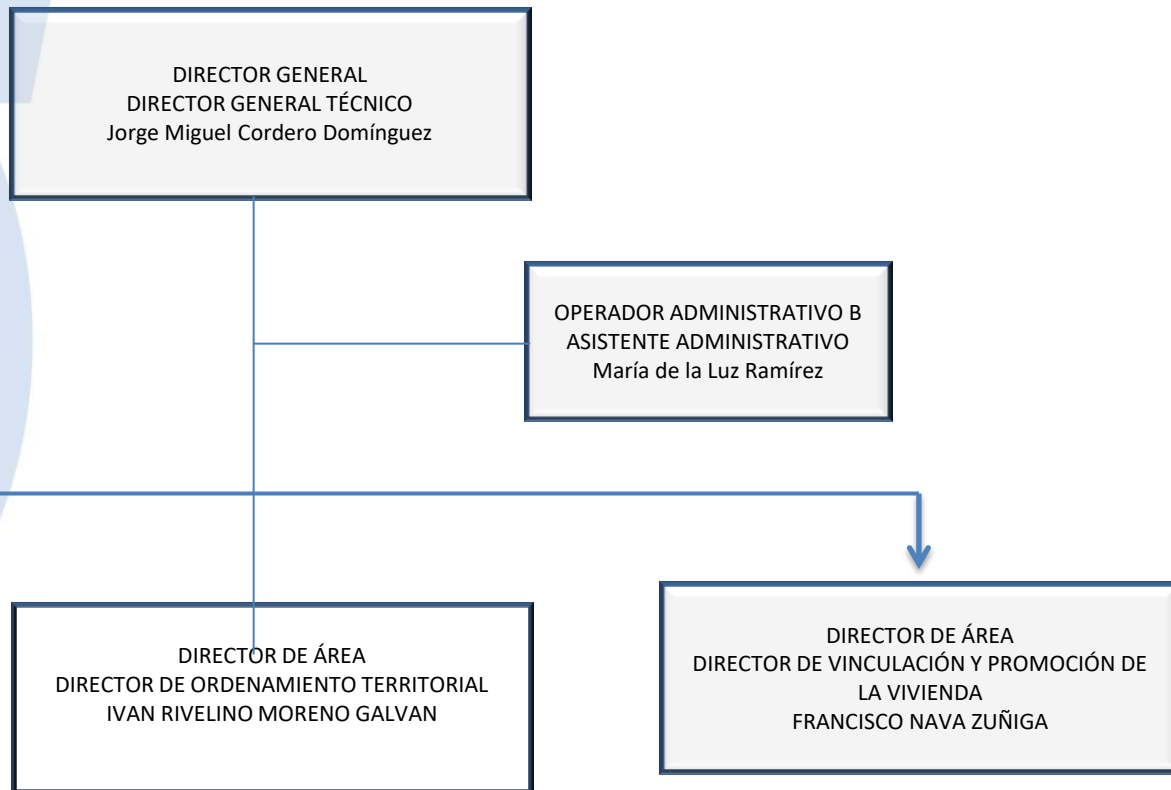 DIRECTOR GENERAL
DIRECTOR GENERAL TÉCNICO
Jorge Miguel Cordero Domínguez
OPERADOR ADMINISTRATIVO B
ASISTENTE ADMINISTRATIVO
María de la Luz Ramírez
DIRECTOR DE ÁREA
DIRECTOR DE ORDENAMIENTO TERRITORIAL
IVAN RIVELINO MORENO GALVAN
DIRECTOR DE ÁREA
DIRECTOR DE VINCULACIÓN Y PROMOCIÓN DE
LA VIVIENDA
FRANCISCO NAVA ZUÑIGA